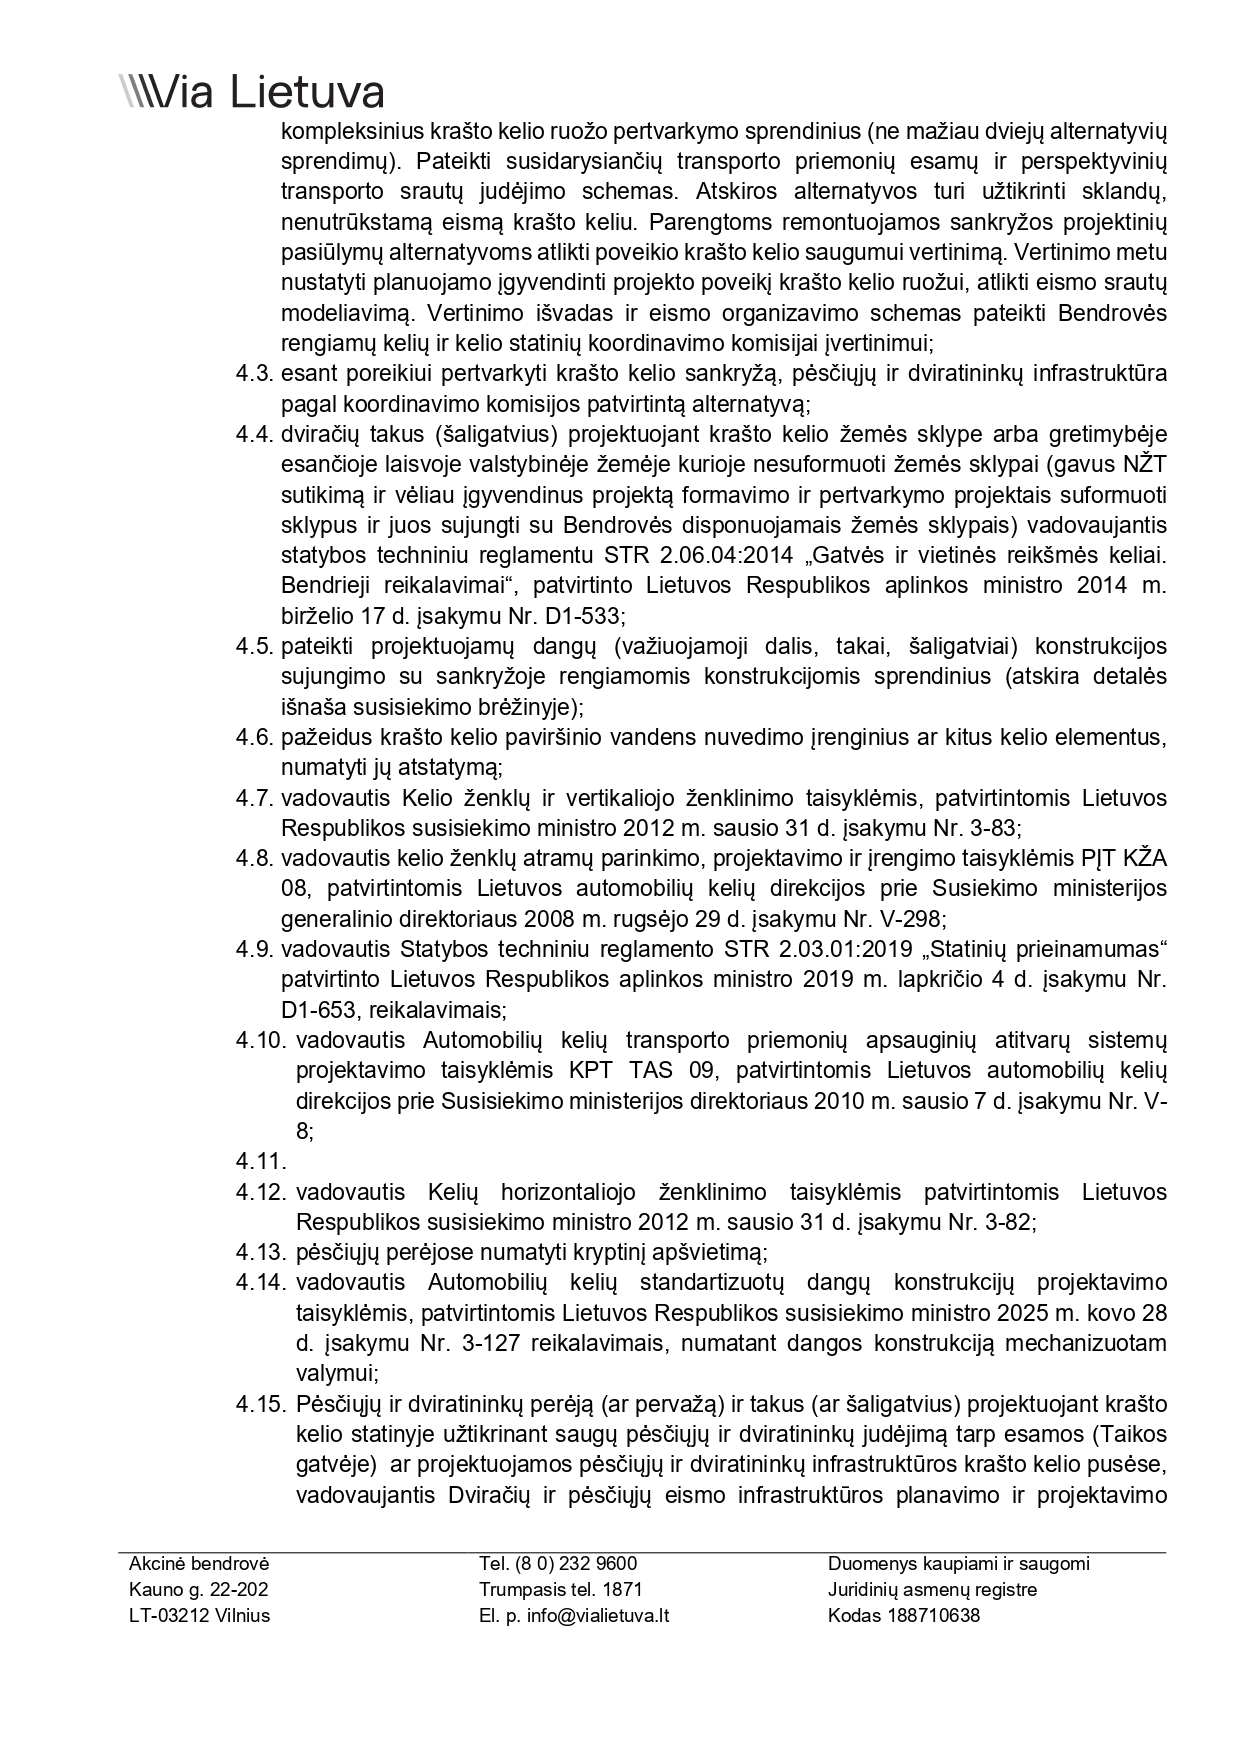 Via Lietuva
kompleksinius krašto kelio ruožo pertvarkymo sprendinius (ne mažiau dviejų alternatyvių
sprendimų). Pateikti susidarysiančių transporto priemonių esamų ir perspektyvinių
transporto srautų judėjimo schemas. Atskiros alternatyvos turi užtikrinti sklandų,
nenutrūkstamą eismą krašto keliu. Parengtoms remontuojamos sankryžos projektinių
pasiūlymų alternatyvoms atlikti poveikio krašto kelio saugumui vertinimą. Vertinimo metu
nustatyti planuojamo įgyvendinti projekto poveikį krašto kelio ruožui, atlikti eismo srautų
modeliavimą. Vertinimo išvadas ir eismo organizavimo schemas pateikti Bendrovės
rengiamų kelių ir kelio statinių koordinavimo komisijai įvertinimui;
4.3. esant poreikiui pertvarkyti krašto kelio sankryžą, pėsčiųjų ir dviratininkų infrastruktūra
pagal koordinavimo komisijos patvirtintą alternatyvą;
4.4. dviračių takus (šaligatvius) projektuojant krašto kelio žemės sklype arba gretimybėje
esančioje laisvoje valstybinėje žemėje kurioje nesuformuoti žemės sklypai (gavus NŽT
sutikimą ir vėliau įgyvendinus projektą formavimo ir pertvarkymo projektais suformuoti
sklypus ir juos sujungti su Bendrovės disponuojamais žemės sklypais) vadovaujantis
statybos techniniu reglamentu STR 2.06.04:2014 „Gatvės ir vietinės reikšmės keliai.
Bendrieji reikalavimai“, patvirtinto Lietuvos Respublikos aplinkos ministro 2014 m.
birželio 17 d. įsakymu Nr. D1-533;
4.5. pateikti projektuojamų dangų (važiuojamoji dalis, takai, šaligatviai) konstrukcijos
sujungimo su sankryžoje rengiamomis konstrukcijomis sprendinius (atskira detalės
išnaša susisiekimo brėžinyje);
4.6. pažeidus krašto kelio paviršinio vandens nuvedimo įrenginius ar kitus kelio elementus,
numatyti jų atstatymą;
4.7. vadovautis Kelio ženklų ir vertikaliojo ženklinimo taisyklėmis, patvirtintomis Lietuvos
Respublikos susisiekimo ministro 2012 m. sausio 31 d. įsakymu Nr. 3-83;
4.8. vadovautis kelio ženklų atramų parinkimo, projektavimo ir įrengimo taisyklėmis PĮT KŽA
08, patvirtintomis Lietuvos automobilių kelių direkcijos prie Susiekimo ministerijos
generalinio direktoriaus 2008 m. rugsėjo 29 d. įsakymu Nr. V-298;
4.9. vadovautis Statybos techniniu reglamento STR 2.03.01:2019 „Statinių prieinamumas“
patvirtinto Lietuvos Respublikos aplinkos ministro 2019 m. lapkričio 4 d. įsakymu Nr.
D1-653, reikalavimais;
4.10. vadovautis Automobilių kelių transporto priemonių apsauginių atitvarų sistemų
projektavimo taisyklėmis KPT TAS 09, patvirtintomis Lietuvos automobilių kelių
direkcijos prie Susisiekimo ministerijos direktoriaus 2010 m. sausio 7 d. įsakymu Nr. V-
8;
4.11.
4.12. vadovautis Kelių horizontaliojo ženklinimo taisyklėmis patvirtintomis Lietuvos
Respublikos susisiekimo ministro 2012 m. sausio 31 d. įsakymu Nr. 3-82;
4.13. pėsčiųjų perėjose numatyti kryptinį apšvietimą;
4.14. vadovautis Automobilių kelių standartizuotų dangų konstrukcijų projektavimo
taisyklėmis, patvirtintomis Lietuvos Respublikos susisiekimo ministro 2025 m. kovo 28
d. įsakymu Nr. 3-127 reikalavimais, numatant dangos konstrukciją mechanizuotam
valymui;
4.15. Pėsčiųjų ir dviratininkų perėją (ar pervažą) ir takus (ar šaligatvius) projektuojant krašto
kelio statinyje užtikrinant saugų pėsčiųjų ir dviratininkų judėjimą tarp esamos (Taikos
gatvėje) ar projektuojamos pėsčiųjų ir dviratininkų infrastruktūros krašto kelio pusėse,
vadovaujantis Dviračių ir pėsčiųjų eismo infrastruktūros planavimo ir projektavimo
Akcinė bendrovė
Kauno g. 22-202
LT-03212 Vilnius
Tel. (8 0) 232 9600
Trumpasis tel. 1871
El. p. info@vialietuva.lt
Duomenys kaupiami ir saugomi
Juridinių asmenų registre
Kodas 188710638